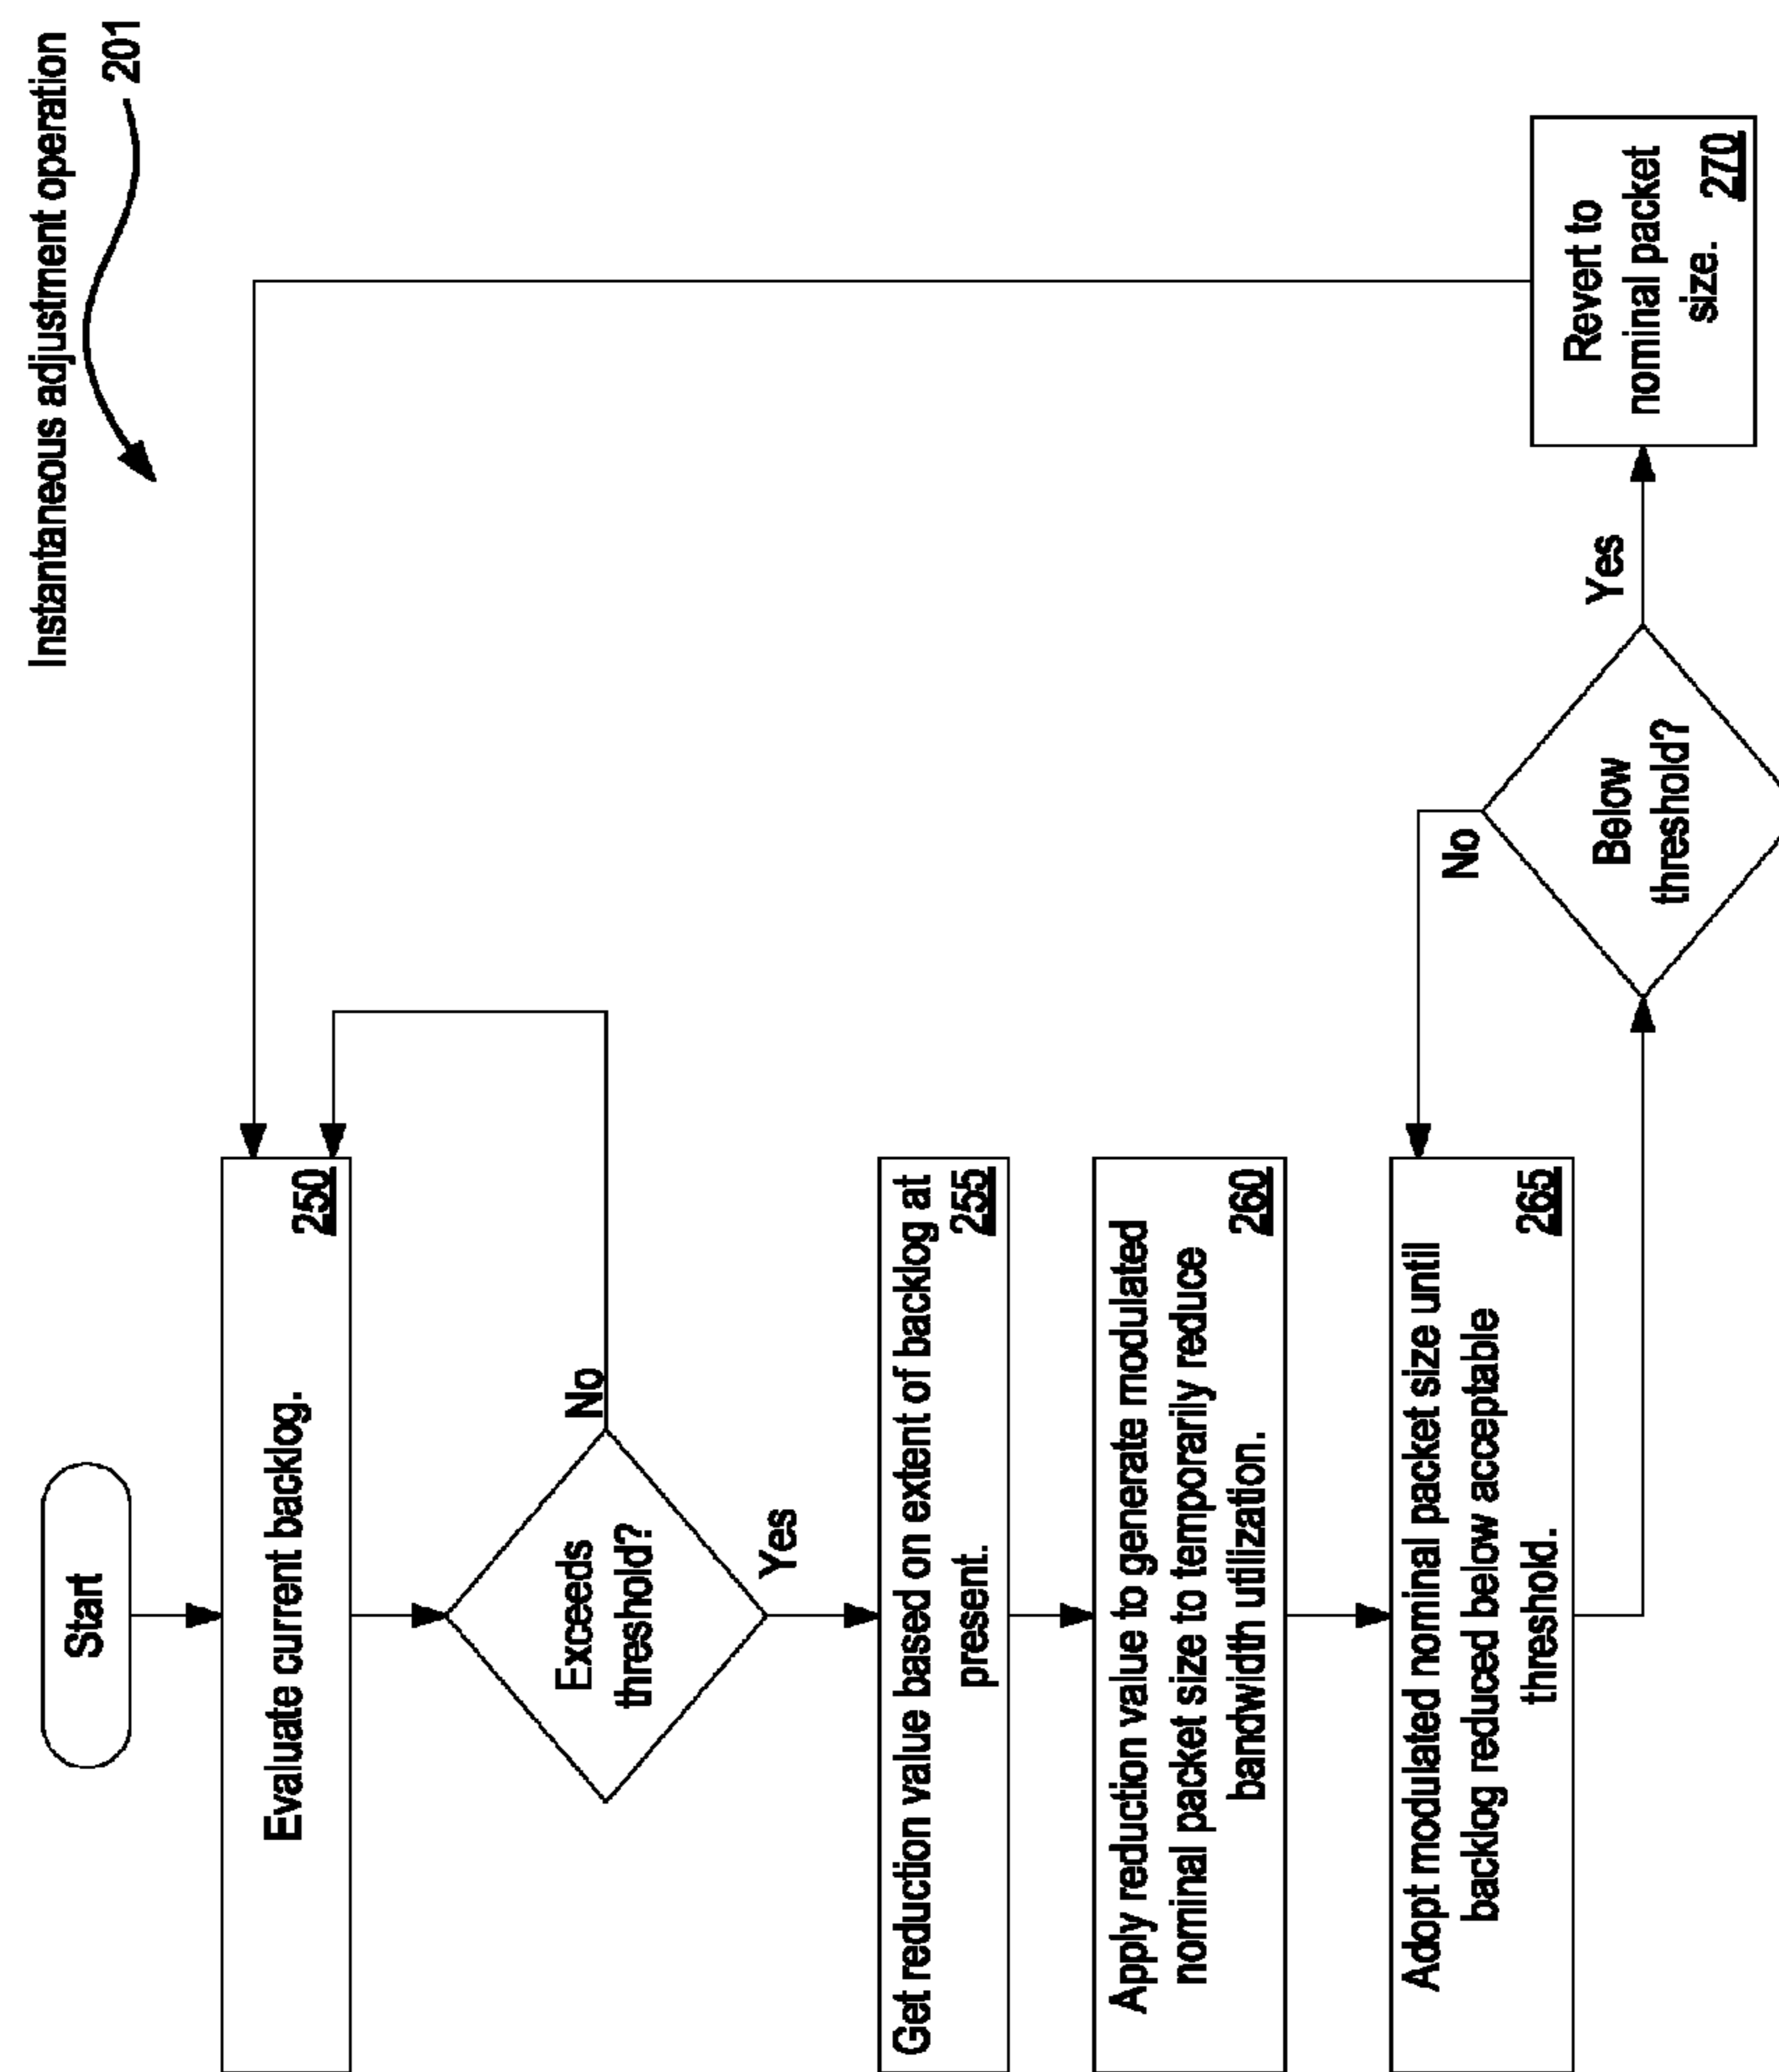 Instantaneous adjustment operation
201
Start
Evaluate current backlog.
250
Exceeds
threshold?
No
Yes
Get reduction value based on extent of backlog at
present.
255
Apply reduction value to generate modulated
nominal packet size to temporarily reduce
bandwidth utilization.
260
Adopt modulated nominal packet size until
backlog reduced below acceptable
threshold.
265
Below
threshold?
No
Yes
Revert to
nominal packet
size.
270